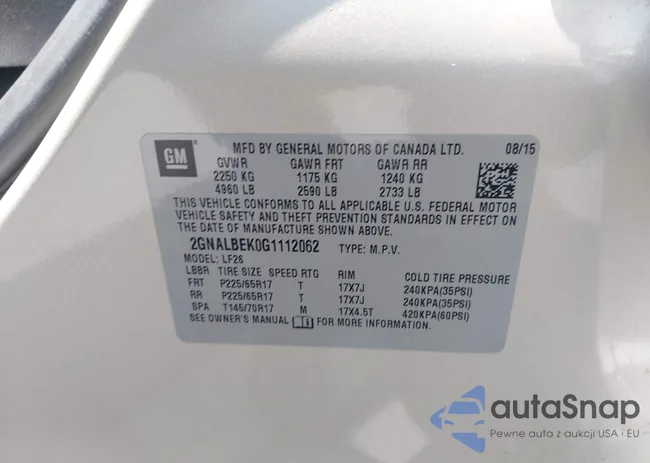 GM
MFD BY GENERAL MOTORS OF CANADA LTD. 08/15
GVWR GAWR FRT GAWR RR
2250 KG 1175 KG 1240 KG
4960 LB 2590 LB 2733 LB
THIS VEHICLE CONFORMS TO ALL APPLICABLE U.S. FEDERAL MOTOR
VEHICLE SAFETY AND THEFT PREVENTION STANDARDS IN EFFECT ON
THE DATE OF MANUFACTURE SHOWN ABOVE.
2GNALBEK0G1112062 TYPE: M.P.V.
MODEL: LF26
LBBR TIRE SIZE SPEED RTG RIM COLD TIRE PRESSURE
FRT P225/65R17 T 17X7J 240KPA(35PSI)
RR P225/65R17 T 17X7J 240KPA(35PSI)
SPA T145/70R17 M 17X4.5T 420KPA(60PSI)
SEE OWNER'S MANUAL FOR MORE INFORMATION.
autaSnap
Pewne auta z aukcji USA i EU